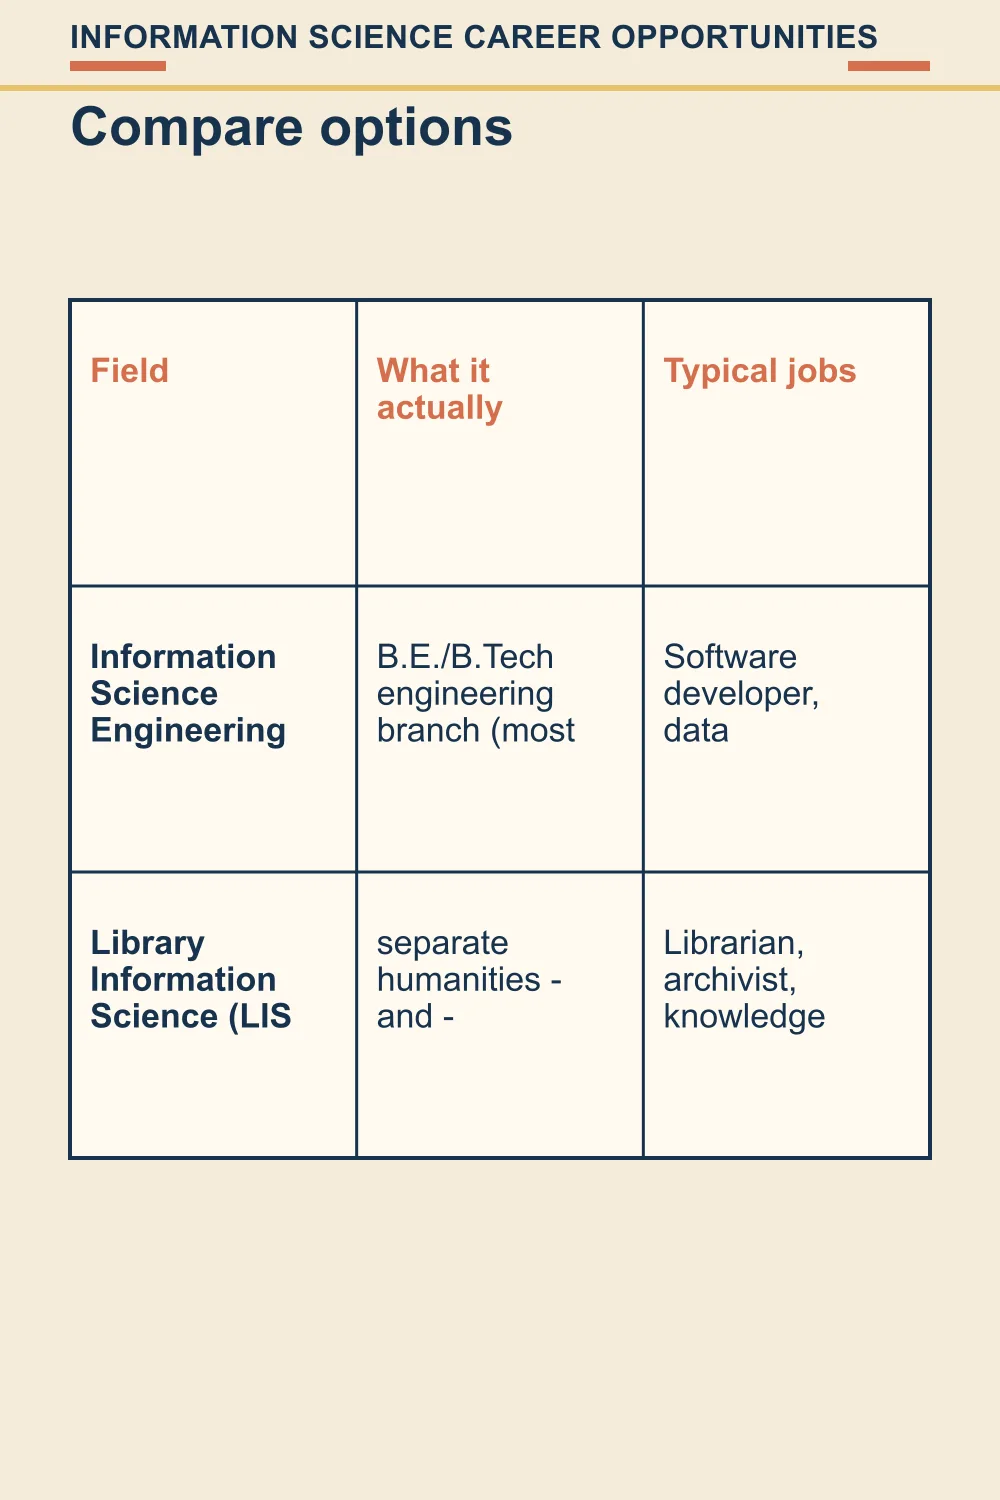 INFORMATION SCIENCE CAREER OPPORTUNITIES
Compare options
Field
What it
actually
Typical jobs
Information
Science
Engineering
B.E./B.Tech
engineering
branch (most
Software
developer,
data
Library
Information
Science (LIS
separate
humanities -
and -
Librarian,
archivist,
knowledge